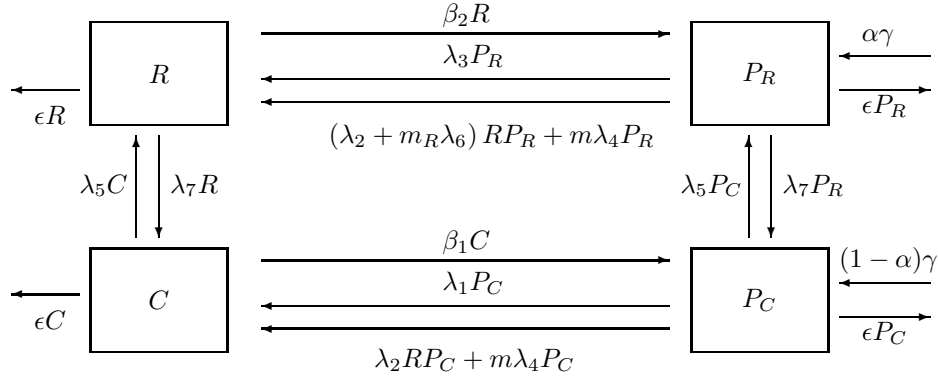 β₂R
αγ
λ₃P_R
R
P_R
ϵR
ϵP_R
(λ₂ + m_Rλ₆) RP_R + mλ₄P_R
λ₅C λ₇R λ₅P_C λ₇P_R
β₁C
(1 − α)γ
λ₁P_C
C
P_C
ϵC
ϵP_C
λ₂RP_C + mλ₄P_C